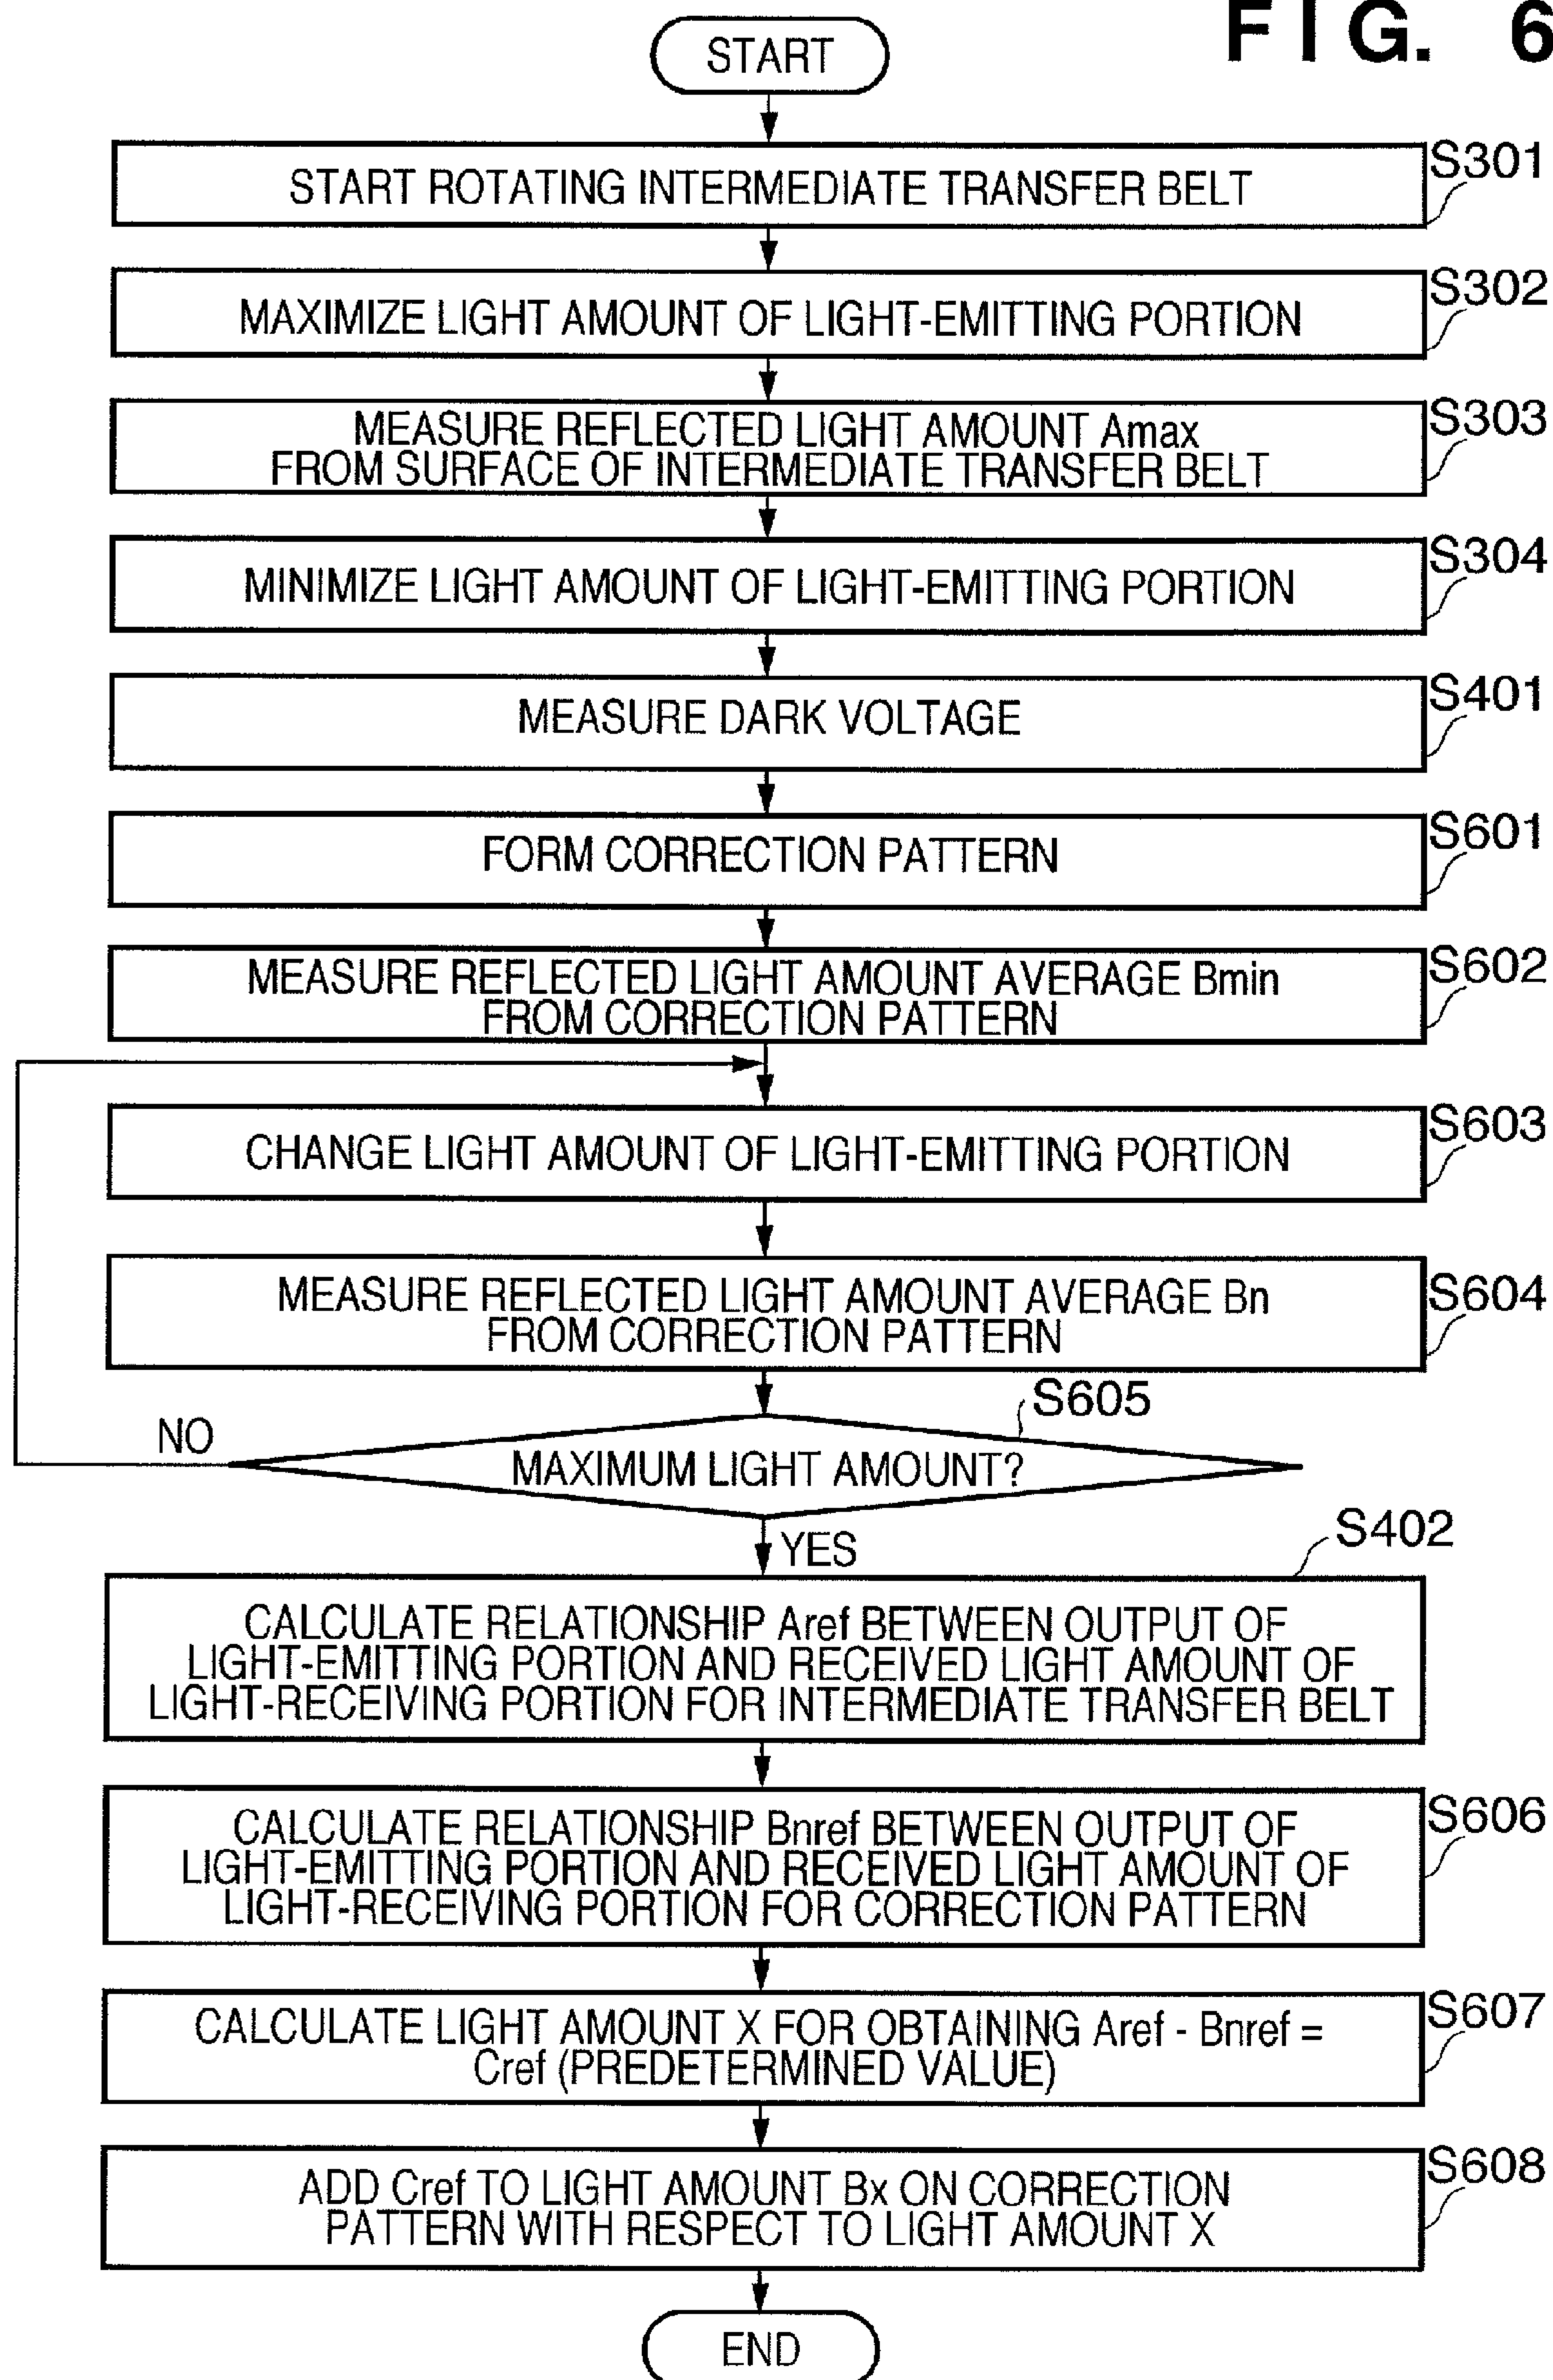 FIG. 6
START
S301
START ROTATING INTERMEDIATE TRANSFER BELT
S302
MAXIMIZE LIGHT AMOUNT OF LIGHT-EMITTING PORTION
S303
MEASURE REFLECTED LIGHT AMOUNT Amax
FROM SURFACE OF INTERMEDIATE TRANSFER BELT
S304
MINIMIZE LIGHT AMOUNT OF LIGHT-EMITTING PORTION
S401
MEASURE DARK VOLTAGE
S601
FORM CORRECTION PATTERN
S602
MEASURE REFLECTED LIGHT AMOUNT AVERAGE Bmin
FROM CORRECTION PATTERN
S603
CHANGE LIGHT AMOUNT OF LIGHT-EMITTING PORTION
S604
MEASURE REFLECTED LIGHT AMOUNT AVERAGE Bn
FROM CORRECTION PATTERN
S605
NO
MAXIMUM LIGHT AMOUNT?
YES
S402
CALCULATE RELATIONSHIP Aref BETWEEN OUTPUT OF
LIGHT-EMITTING PORTION AND RECEIVED LIGHT AMOUNT OF
LIGHT-RECEIVING PORTION FOR INTERMEDIATE TRANSFER BELT
S606
CALCULATE RELATIONSHIP Bnref BETWEEN OUTPUT OF
LIGHT-EMITTING PORTION AND RECEIVED LIGHT AMOUNT OF
LIGHT-RECEIVING PORTION FOR CORRECTION PATTERN
S607
CALCULATE LIGHT AMOUNT X FOR OBTAINING Aref - Bnref =
Cref (PREDETERMINED VALUE)
S608
ADD Cref TO LIGHT AMOUNT Bx ON CORRECTION
PATTERN WITH RESPECT TO LIGHT AMOUNT X
END